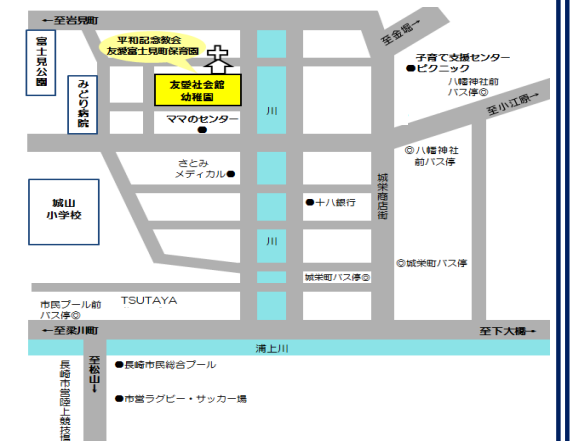 ←至岩見町
平和記念教会
友愛富士見町保育園
富士見公園
みどり病院
友愛社会館
幼稚園
ママのセンター
●
川
至金堀→
子育て支援センター
●ピクニック
八幡神社前
バス停◎
至小江原→
◎八幡神社
前バス停
さとみ
メディカル●
城山
小学校
●十八銀行
城栄商店街
川
◎城栄町バス停
城栄町バス停◎
市民プール前
バス停◎
TSUTAYA
←至梁川町
至下大橋→
浦上川
至松山→
長崎市営陸上競技場
●長崎市民総合プール
●市営ラグビー・サッカー場